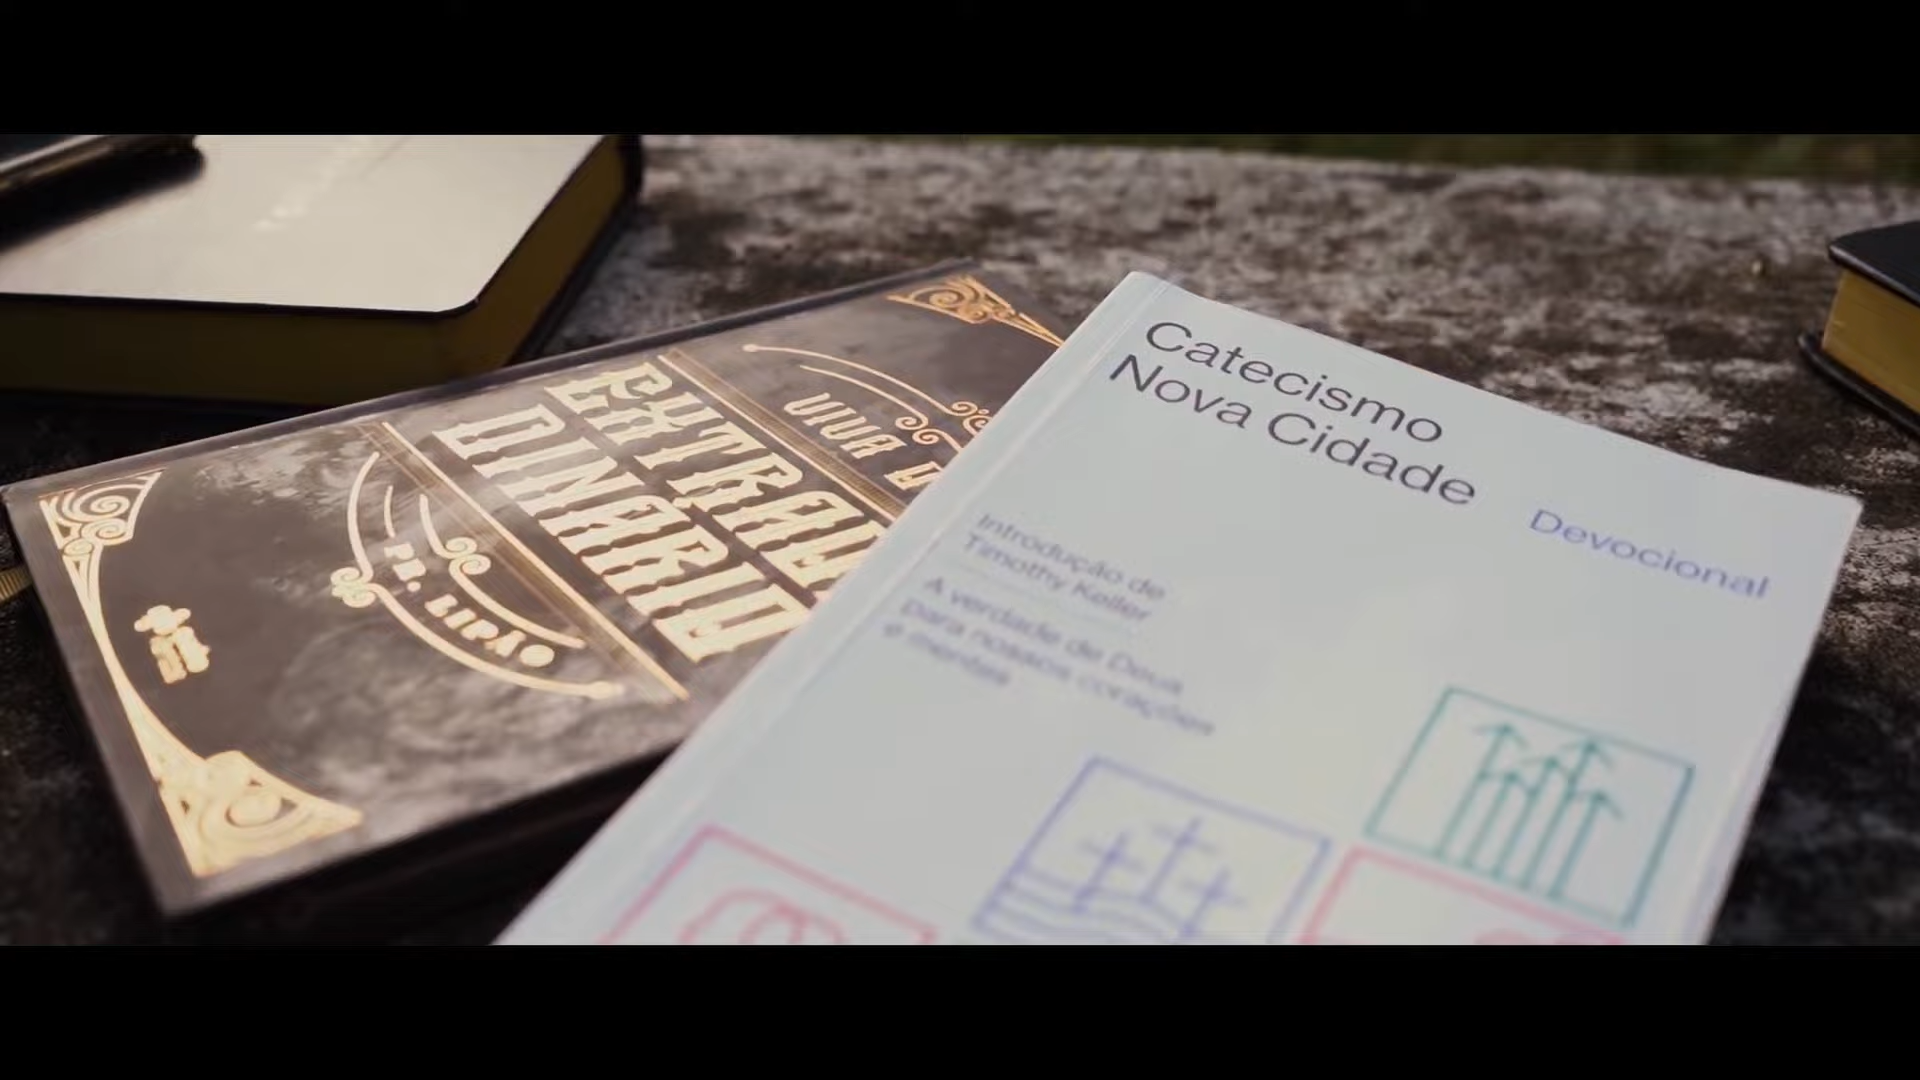 VIVA
EXTRAOR
DINÁRIO
PR. LIPÃO
Catecismo
Nova Cidade
Devocional
Introdução de
Timothy Keller
A verdade de Deus
para nossos corações
e mentes